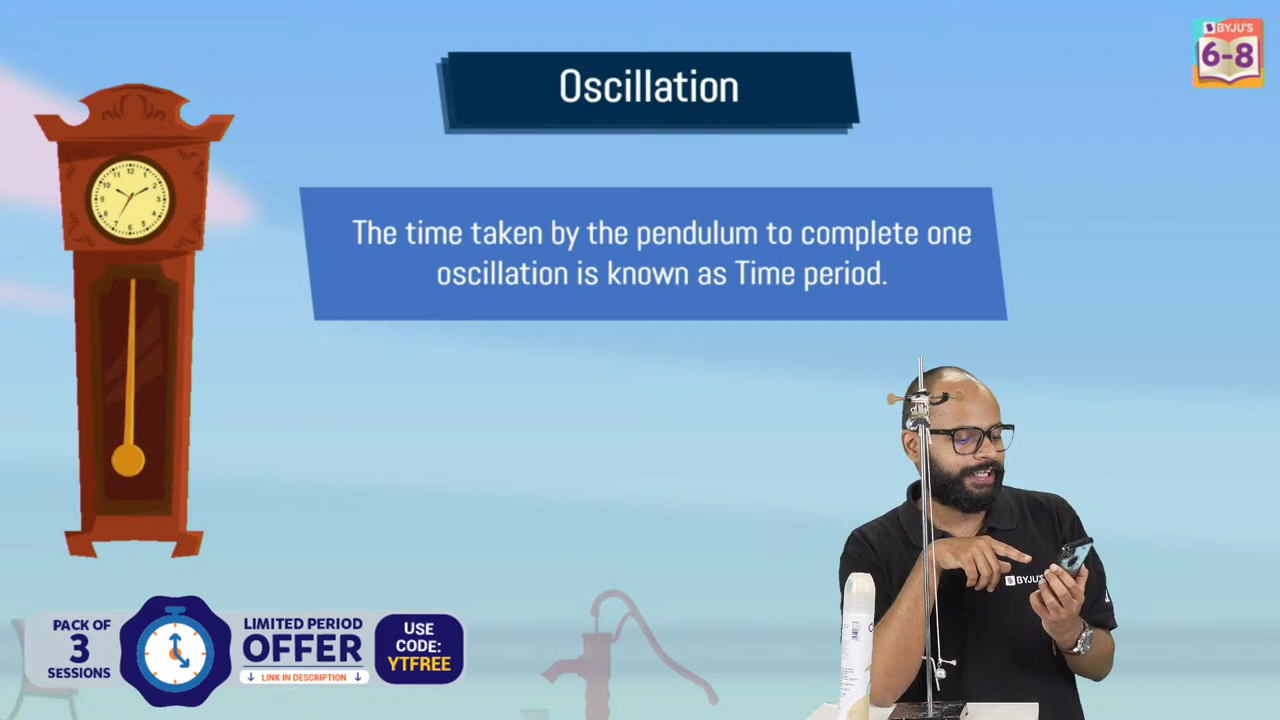 BYJU'S
6-8
Oscillation
The time taken by the pendulum to complete one
oscillation is known as Time period.
BYJU'S
PACK OF
3
SESSIONS
LIMITED PERIOD
OFFER
LINK IN DESCRIPTION
USE
CODE:
YTFREE